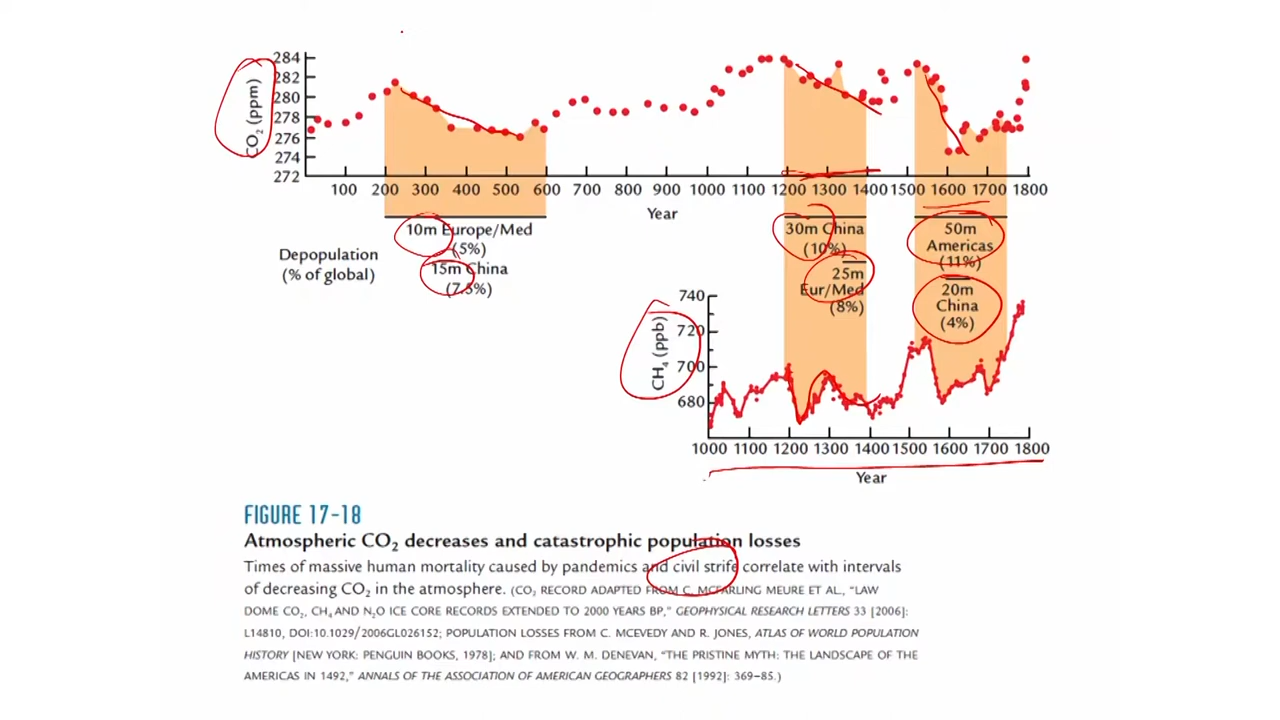 284
282
280
278
276
274
272
CO₂ (ppm)
100 200 300 400 500 600 700 800 900 1000 1100 1200 1300 1400 1500 1600 1700 1800
Year
Depopulation
(% of global)
10m Europe/Med
(5%)
15m China
(7.5%)
30m China
(10%)
25m
Eur/Med
(8%)
50m
Americas
(11%)
20m
China
(4%)
740
720
700
680
CH₄ (ppb)
1000 1100 1200 1300 1400 1500 1600 1700 1800
Year
FIGURE 17–18
Atmospheric CO₂ decreases and catastrophic population losses
Times of massive human mortality caused by pandemics and civil strife correlate with intervals
of decreasing CO₂ in the atmosphere. (CO₂ RECORD ADAPTED FROM C. MCFARLING MEURE ET AL., “LAW
DOME CO₂, CH₄ AND N₂O ICE CORE RECORDS EXTENDED TO 2000 YEARS BP,” GEOPHYSICAL RESEARCH LETTERS 33 [2006]:
L14810, DOI:10.1029/2006GL026152; POPULATION LOSSES FROM C. MCEVEDY AND R. JONES, ATLAS OF WORLD POPULATION
HISTORY [NEW YORK: PENGUIN BOOKS, 1978]; AND FROM W. M. DENEVAN, “THE PRISTINE MYTH: THE LANDSCAPE OF THE
AMERICAS IN 1492,” ANNALS OF THE ASSOCIATION OF AMERICAN GEOGRAPHERS 82 [1992]: 369–85.)